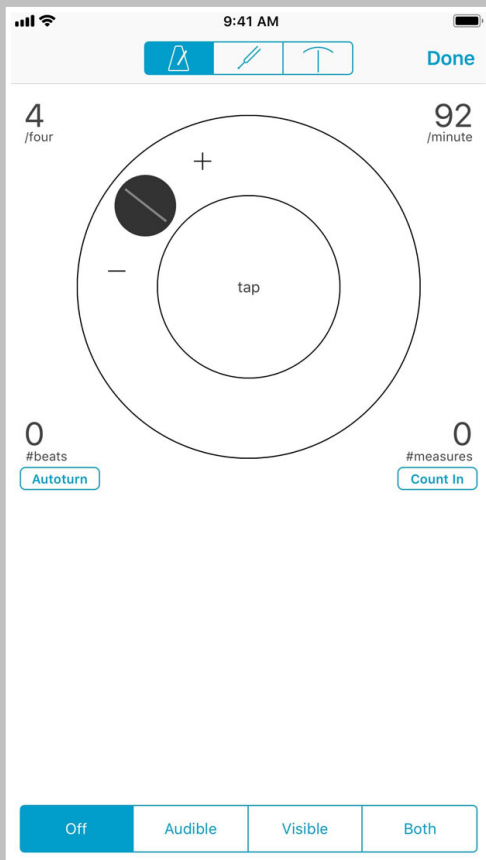 9:41 AM
Done
4
/four
92
/minute
+
−
tap
0
#beats
0
#measures
Autoturn
Count In
Off
Audible
Visible
Both